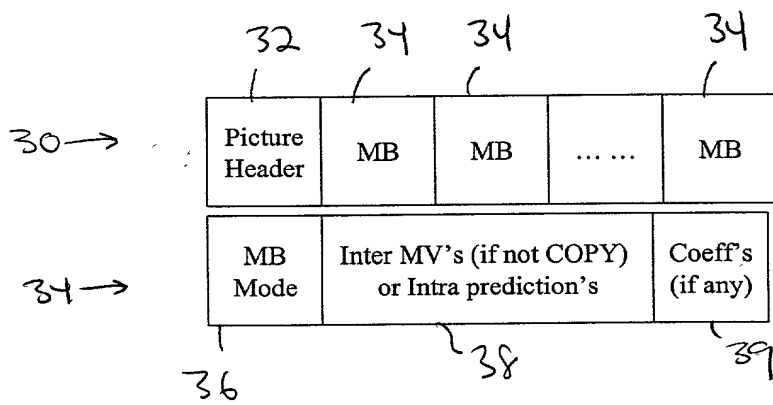 32 34 34 34
30 → Picture Header MB MB ... ... MB
34 → MB Mode Inter MV's (if not COPY) or Intra prediction's Coeff's (if any)
36 38 39